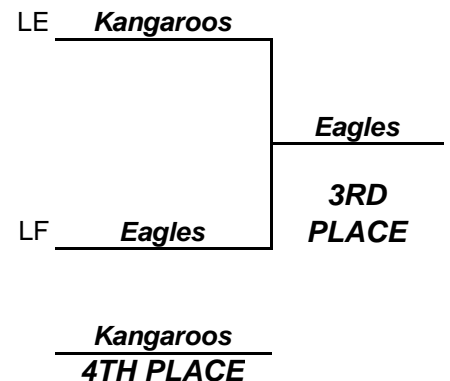 LE Kangaroos
Eagles
3RD
PLACE
LF Eagles
Kangaroos
4TH PLACE